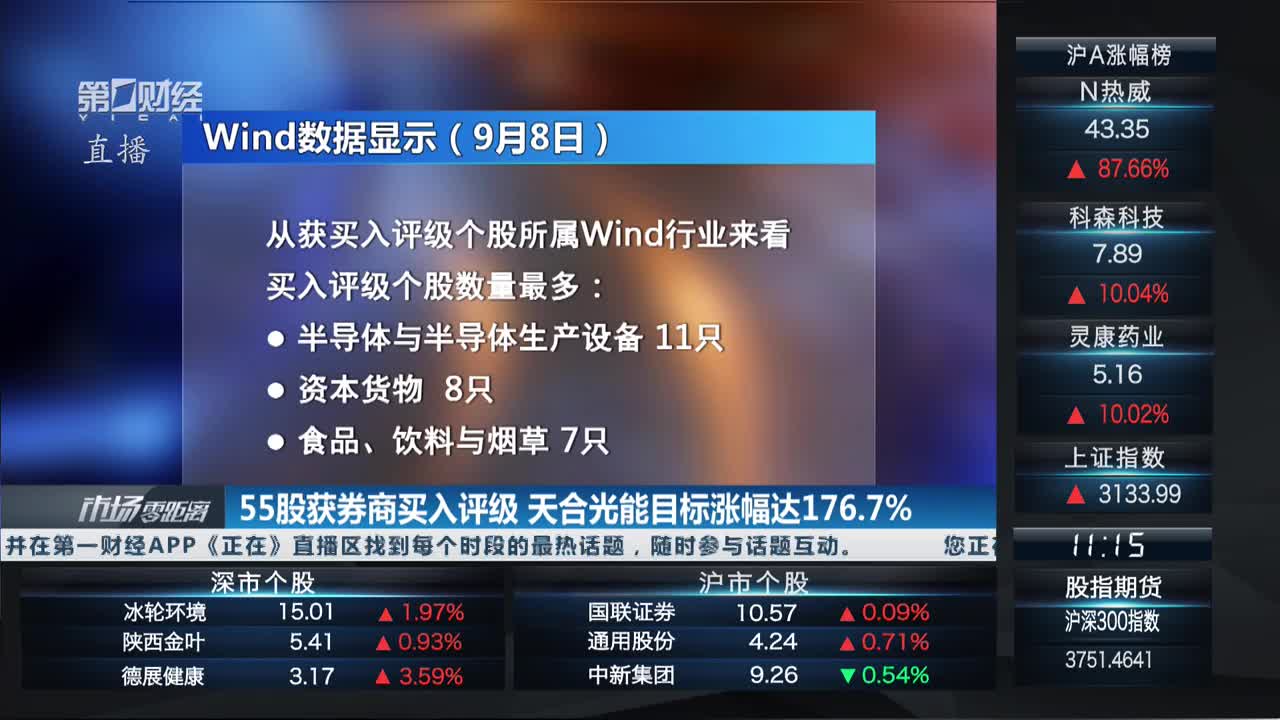 第一财经
YICAI
直播
Wind数据显示（9月8日）
从获买入评级个股所属Wind行业来看
买入评级个股数量最多：
● 半导体与半导体生产设备 11只
● 资本货物 8只
● 食品、饮料与烟草 7只
市场零距离
55股获券商买入评级 天合光能目标涨幅达176.7%
并在第一财经APP《正在》直播区找到每个时段的最热话题，随时参与话题互动。 您正在
深市个股
冰轮环境 15.01 ▲ 1.97%
陕西金叶 5.41 ▲ 0.93%
德展健康 3.17 ▲ 3.59%
沪市个股
国联证券 10.57 ▲ 0.09%
通用股份 4.24 ▲ 0.71%
中新集团 9.26 ▼ 0.54%
沪A涨幅榜
N热威
43.35
▲ 87.66%
科森科技
7.89
▲ 10.04%
灵康药业
5.16
▲ 10.02%
上证指数
▲ 3133.99
11:15
股指期货
沪深300指数
3751.4641